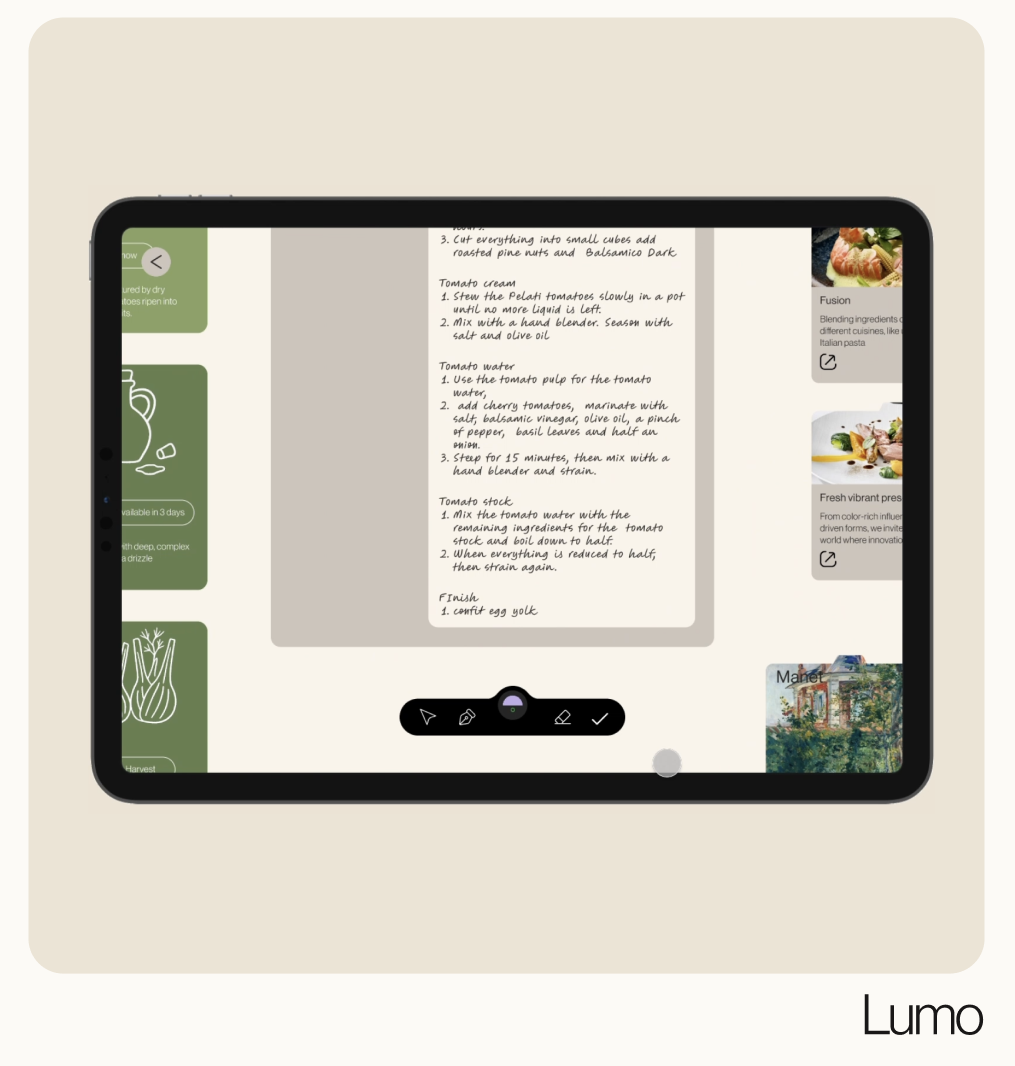 now
ured by dry
atoes ripen into
ts.
vailable in 3 days
ith deep, complex
a drizzle
Harvest
hours.
3. Cut everything into small cubes add
roasted pine nuts and Balsamico Dark
Tomato cream
1. Stew the Pelati tomatoes slowly in a pot
until no more liquid is left.
2. Mix with a hand blender. Season with
salt and olive oil
Tomato water
1. Use the tomato pulp for the tomato
water,
2. add cherry tomatoes, marinate with
salt, balsamic vinegar, olive oil, a pinch
of pepper, basil leaves and half an
onion.
3. Steep for 15 minutes, then mix with a
hand blender and strain.
Tomato stock
1. Mix the tomato water with the
remaining ingredients for the tomato
stock and boil down to half.
2. When everything is reduced to half,
then strain again.
FInish
1. confit egg yolk
Fusion
Blending ingredients
different cuisines, like
Italian pasta
Fresh vibrant pres
From color-rich influen
driven forms, we invite
world where innovatio
Manet
Lumo